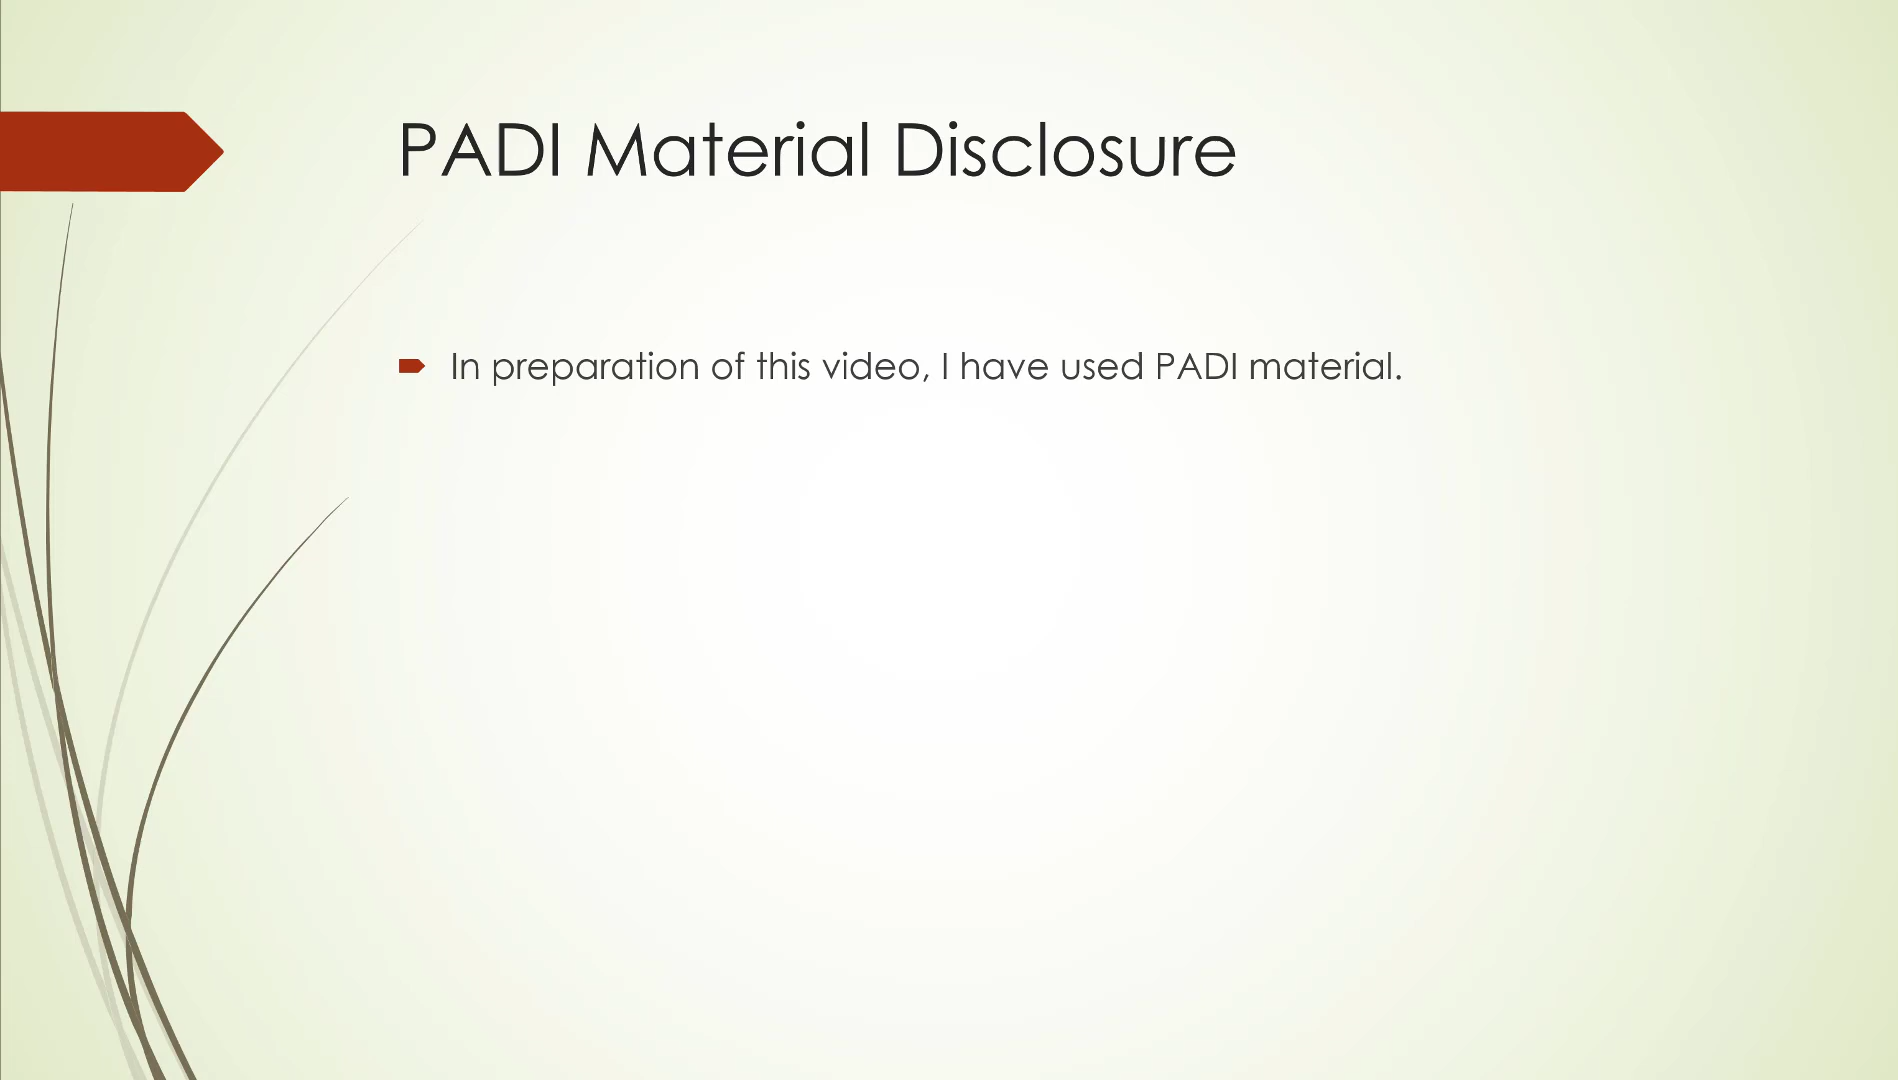 PADI Material Disclosure
In preparation of this video, I have used PADI material.